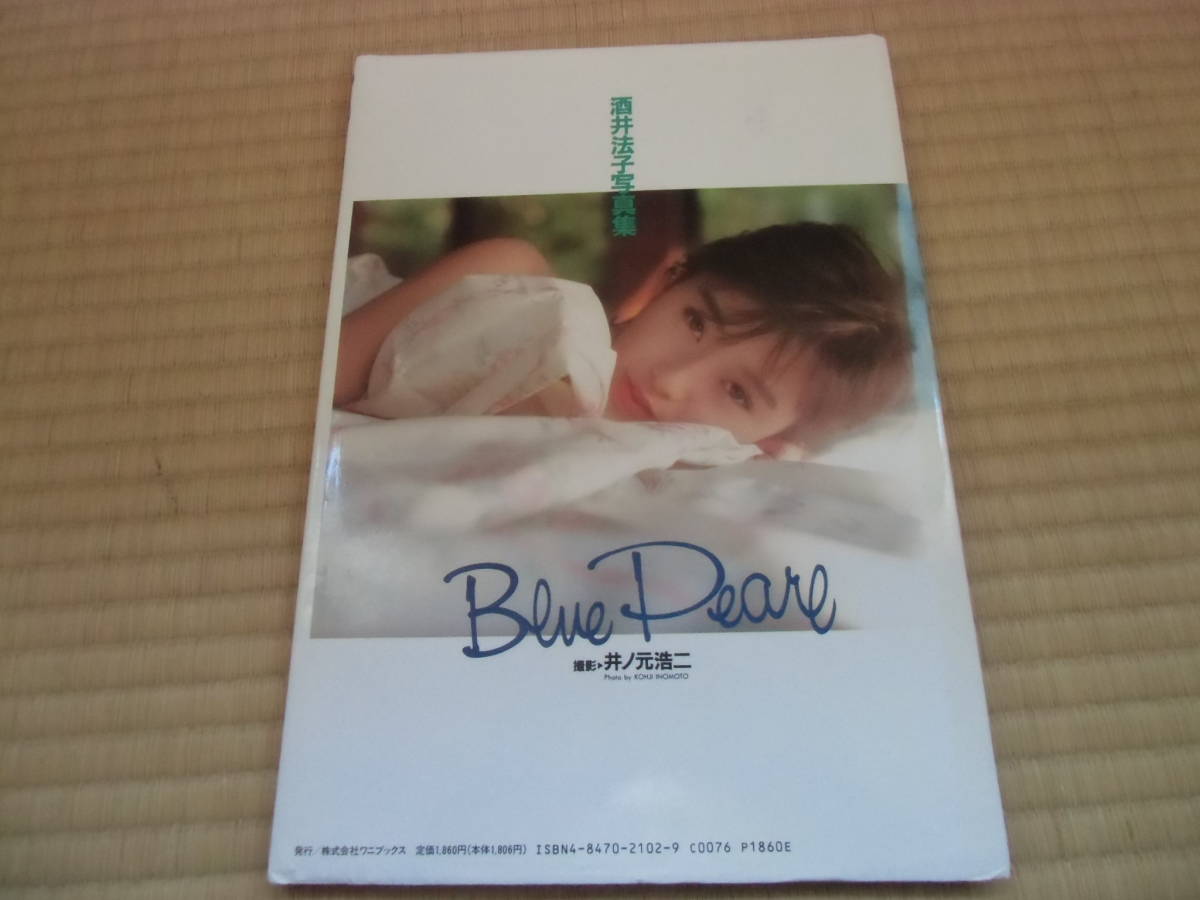 酒井法子写真集
Blue Pearl
撮影▶井ノ元浩二
Photo by KOHJI INOMOTO
発行/株式会社ワニブックス 定価1,860円(本体1,806円) ISBN4-8470-2102-9 C0076 P1860E